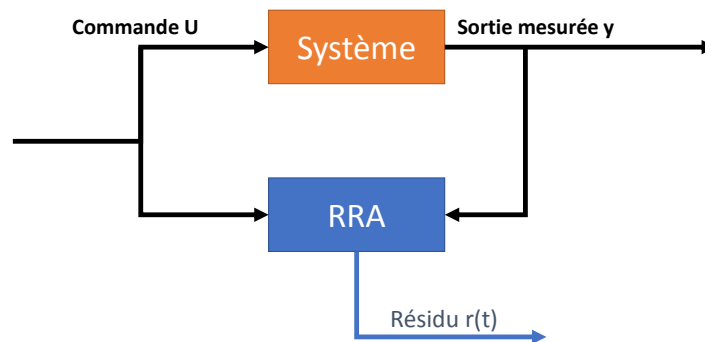 Commande U
Système
Sortie mesurée y
RRA
Résidu r(t)